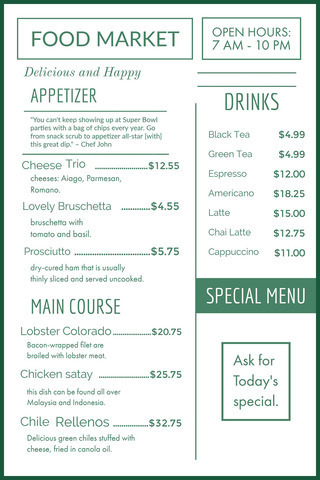 FOOD MARKET
OPEN HOURS:
7 AM - 10 PM
Delicious and Happy
APPETIZER
"You can't keep showing up at Super Bowl
parties with a bag of chips every year. Go
from snack scrub to appetizer all-star [with]
this great dip." – Chef John
Cheese Trio ..................$12.55
cheeses: Aiago, Parmesan,
Romano.
Lovely Bruschetta ..........$4.55
bruschetta with
tomato and basil.
Prosciutto ..........................$5.75
dry-cured ham that is usually
thinly sliced and served uncooked.
MAIN COURSE
Lobster Colorado.............$20.75
Bacon-wrapped filet are
broiled with lobster meat.
Chicken satay .................$25.75
this dish can be found all over
Malaysia and Indonesia.
Chile Rellenos ............$32.75
Delicious green chiles stuffed with
cheese, fried in canola oil.
DRINKS
Black Tea $4.99
Green Tea $4.99
Espresso $12.00
Americano $18.25
Latte $15.00
Chai Latte $12.75
Cappuccino $11.00
SPECIAL MENU
Ask for
Today's
special.